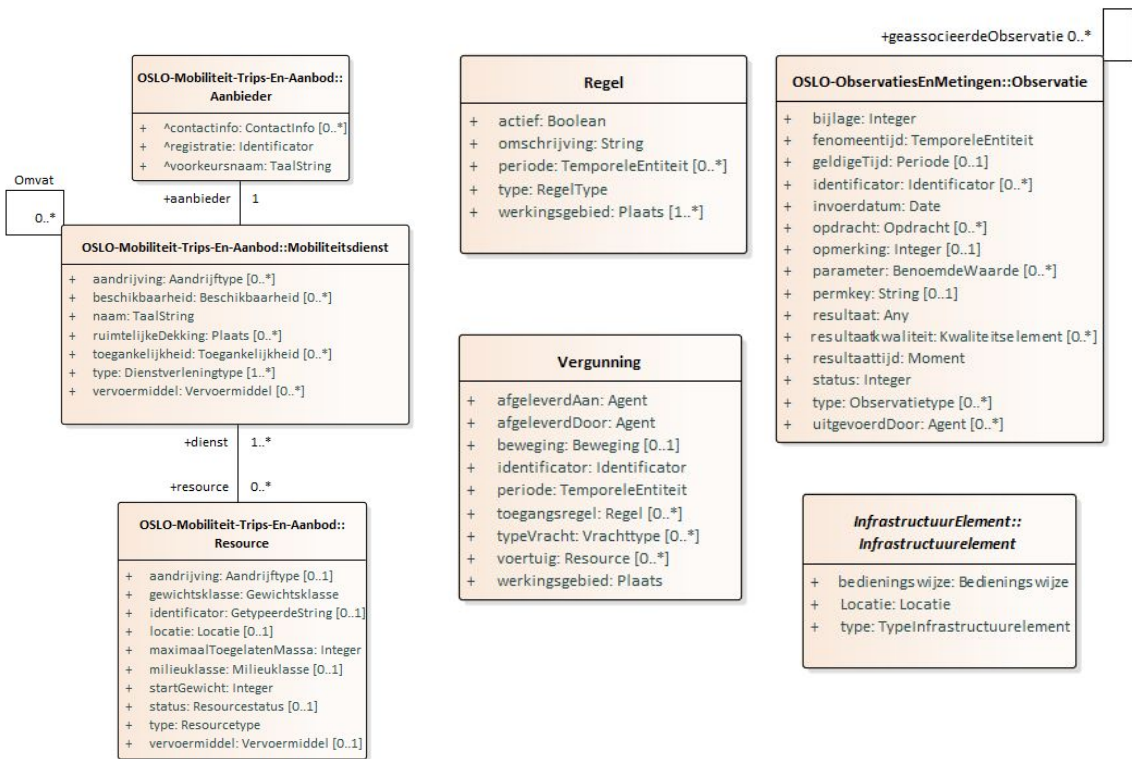 +geassocieerdeObservatie 0..*
OSLO-Mobiliteit-Trips-En-Aanbod::
Aanbieder
+ ^contactinfo: ContactInfo [0..*]
+ ^registratie: Identificator
+ ^voorkeursnaam: TaalString
Omvat
0..*
+aanbieder 1
OSLO-Mobiliteit-Trips-En-Aanbod::Mobiliteitsdienst
+ aandrijving: Aandrijftype [0..*]
+ beschikbaarheid: Beschikbaarheid [0..*]
+ naam: TaalString
+ ruimtelijkeDekking: Plaats [0..*]
+ toegankelijkheid: Toegankelijkheid [0..*]
+ type: Dienstverleningtype [1..*]
+ vervoermiddel: Vervoermiddel [0..*]
+dienst 1..*
+resource 0..*
OSLO-Mobiliteit-Trips-En-Aanbod::
Resource
+ aandrijving: Aandrijftype [0..1]
+ gewichtsklasse: Gewichtsklasse
+ identificator: GetypeerdeString [0..1]
+ locatie: Locatie [0..1]
+ maximaalToegelatenMassa: Integer
+ milieuklasse: Milieuklasse [0..1]
+ startGewicht: Integer
+ status: Resourcestatus [0..1]
+ type: Resourcetype
+ vervoermiddel: Vervoermiddel [0..1]
Regel
+ actief: Boolean
+ omschrijving: String
+ periode: TemporeleEntiteit [0..*]
+ type: RegelType
+ werkingsgebied: Plaats [1..*]
Vergunning
+ afgeleverdAan: Agent
+ afgeleverdDoor: Agent
+ beweging: Beweging [0..1]
+ identificator: Identificator
+ periode: TemporeleEntiteit
+ toegangsregel: Regel [0..*]
+ typeVracht: Vrachttype [0..*]
+ voertuig: Resource [0..*]
+ werkingsgebied: Plaats
OSLO-ObservatiesEnMetingen::Observatie
+ bijlage: Integer
+ fenomeentijd: TemporeleEntiteit
+ geldigeTijd: Periode [0..1]
+ identificator: Identificator [0..*]
+ invoerdatum: Date
+ opdracht: Opdracht [0..*]
+ opmerking: Integer [0..1]
+ parameter: BenoemdeWaarde [0..*]
+ permkey: String [0..1]
+ resultaat: Any
+ resultaatkwaliteit: Kwaliteitselement [0..*]
+ resultaattijd: Moment
+ status: Integer
+ type: Observatietype [0..*]
+ uitgevoerdDoor: Agent [0..*]
InfrastructuurElement::
Infrastructuurelement
+ bedieningswijze: Bedieningswijze
+ Locatie: Locatie
+ type: TypeInfrastructuurelement